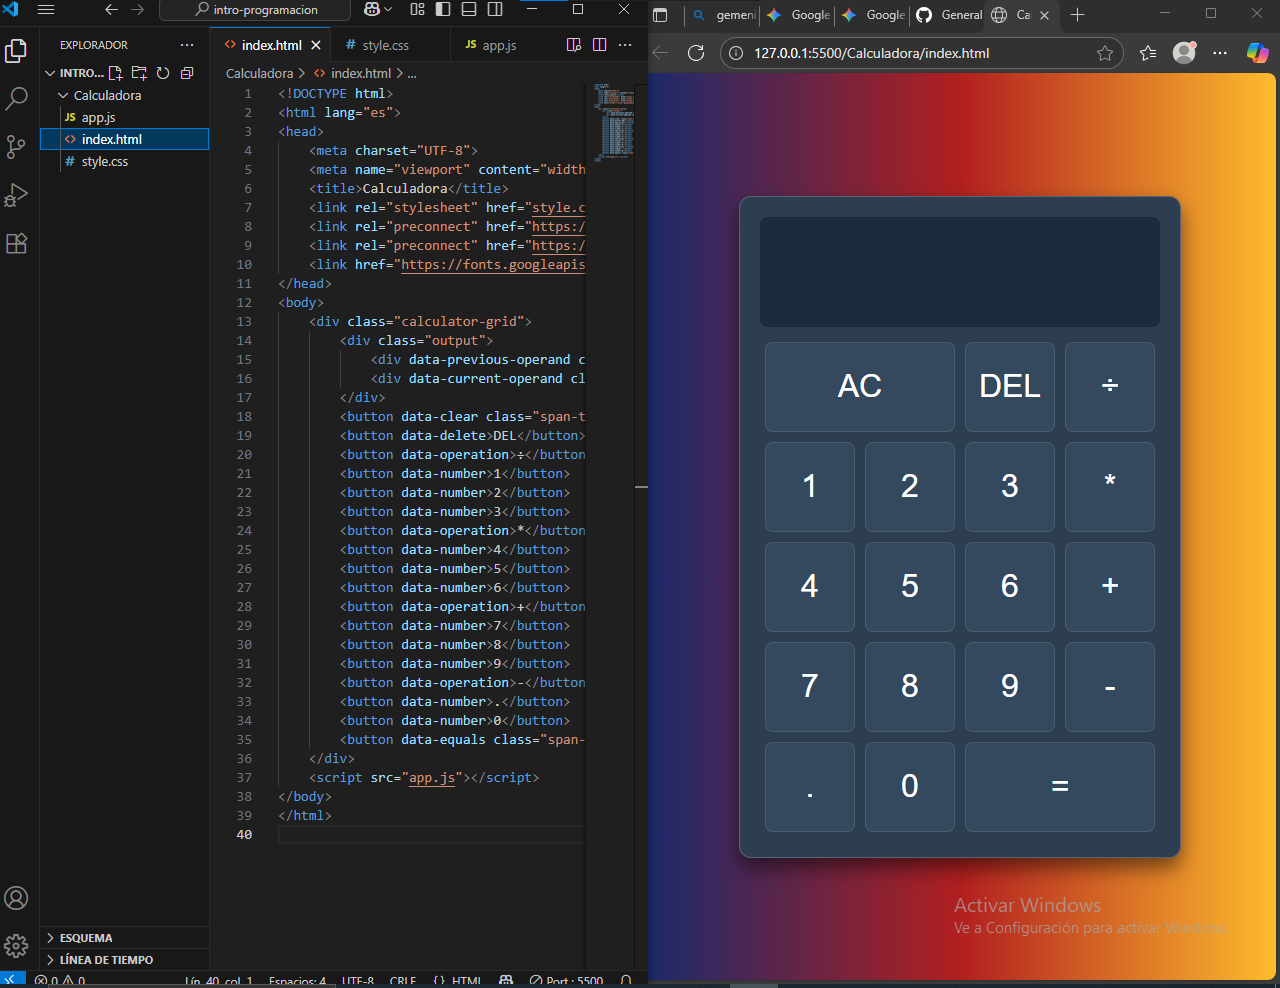 intro-programacion
EXPLORADOR
INTRO...
Calculadora
app.js
index.html
style.css
ESQUEMA
LÍNEA DE TIEMPO
index.html
style.css
app.js
Calculadora > index.html > ...
1 <!DOCTYPE html>
2 <html lang="es">
3 <head>
4 <meta charset="UTF-8">
5 <meta name="viewport" content="width
6 <title>Calculadora</title>
7 <link rel="stylesheet" href="style.c
8 <link rel="preconnect" href="https:/
9 <link rel="preconnect" href="https:/
10 <link href="https://fonts.googleapis
11 </head>
12 <body>
13 <div class="calculator-grid">
14 <div class="output">
15 <div data-previous-operand c
16 <div data-current-operand cl
17 </div>
18 <button data-clear class="span-t
19 <button data-delete>DEL</button>
20 <button data-operation>÷</button
21 <button data-number>1</button>
22 <button data-number>2</button>
23 <button data-number>3</button>
24 <button data-operation>*</button
25 <button data-number>4</button>
26 <button data-number>5</button>
27 <button data-number>6</button>
28 <button data-operation>+</button
29 <button data-number>7</button>
30 <button data-number>8</button>
31 <button data-number>9</button>
32 <button data-operation>-</button
33 <button data-number>.</button>
34 <button data-number>0</button>
35 <button data-equals class="span-
36 </div>
37 <script src="app.js"></script>
38 </body>
39 </html>
40
0 0 Lín. 40, col. 1 Espacios: 4 UTF-8 CRLF {} HTML Port : 5500
gemeni
Google
Google
General
Ca
127.0.0.1:5500/Calculadora/index.html
AC DEL ÷
1 2 3 *
4 5 6 +
7 8 9 -
. 0 =
Activar Windows
Ve a Configuración para activar Windows.